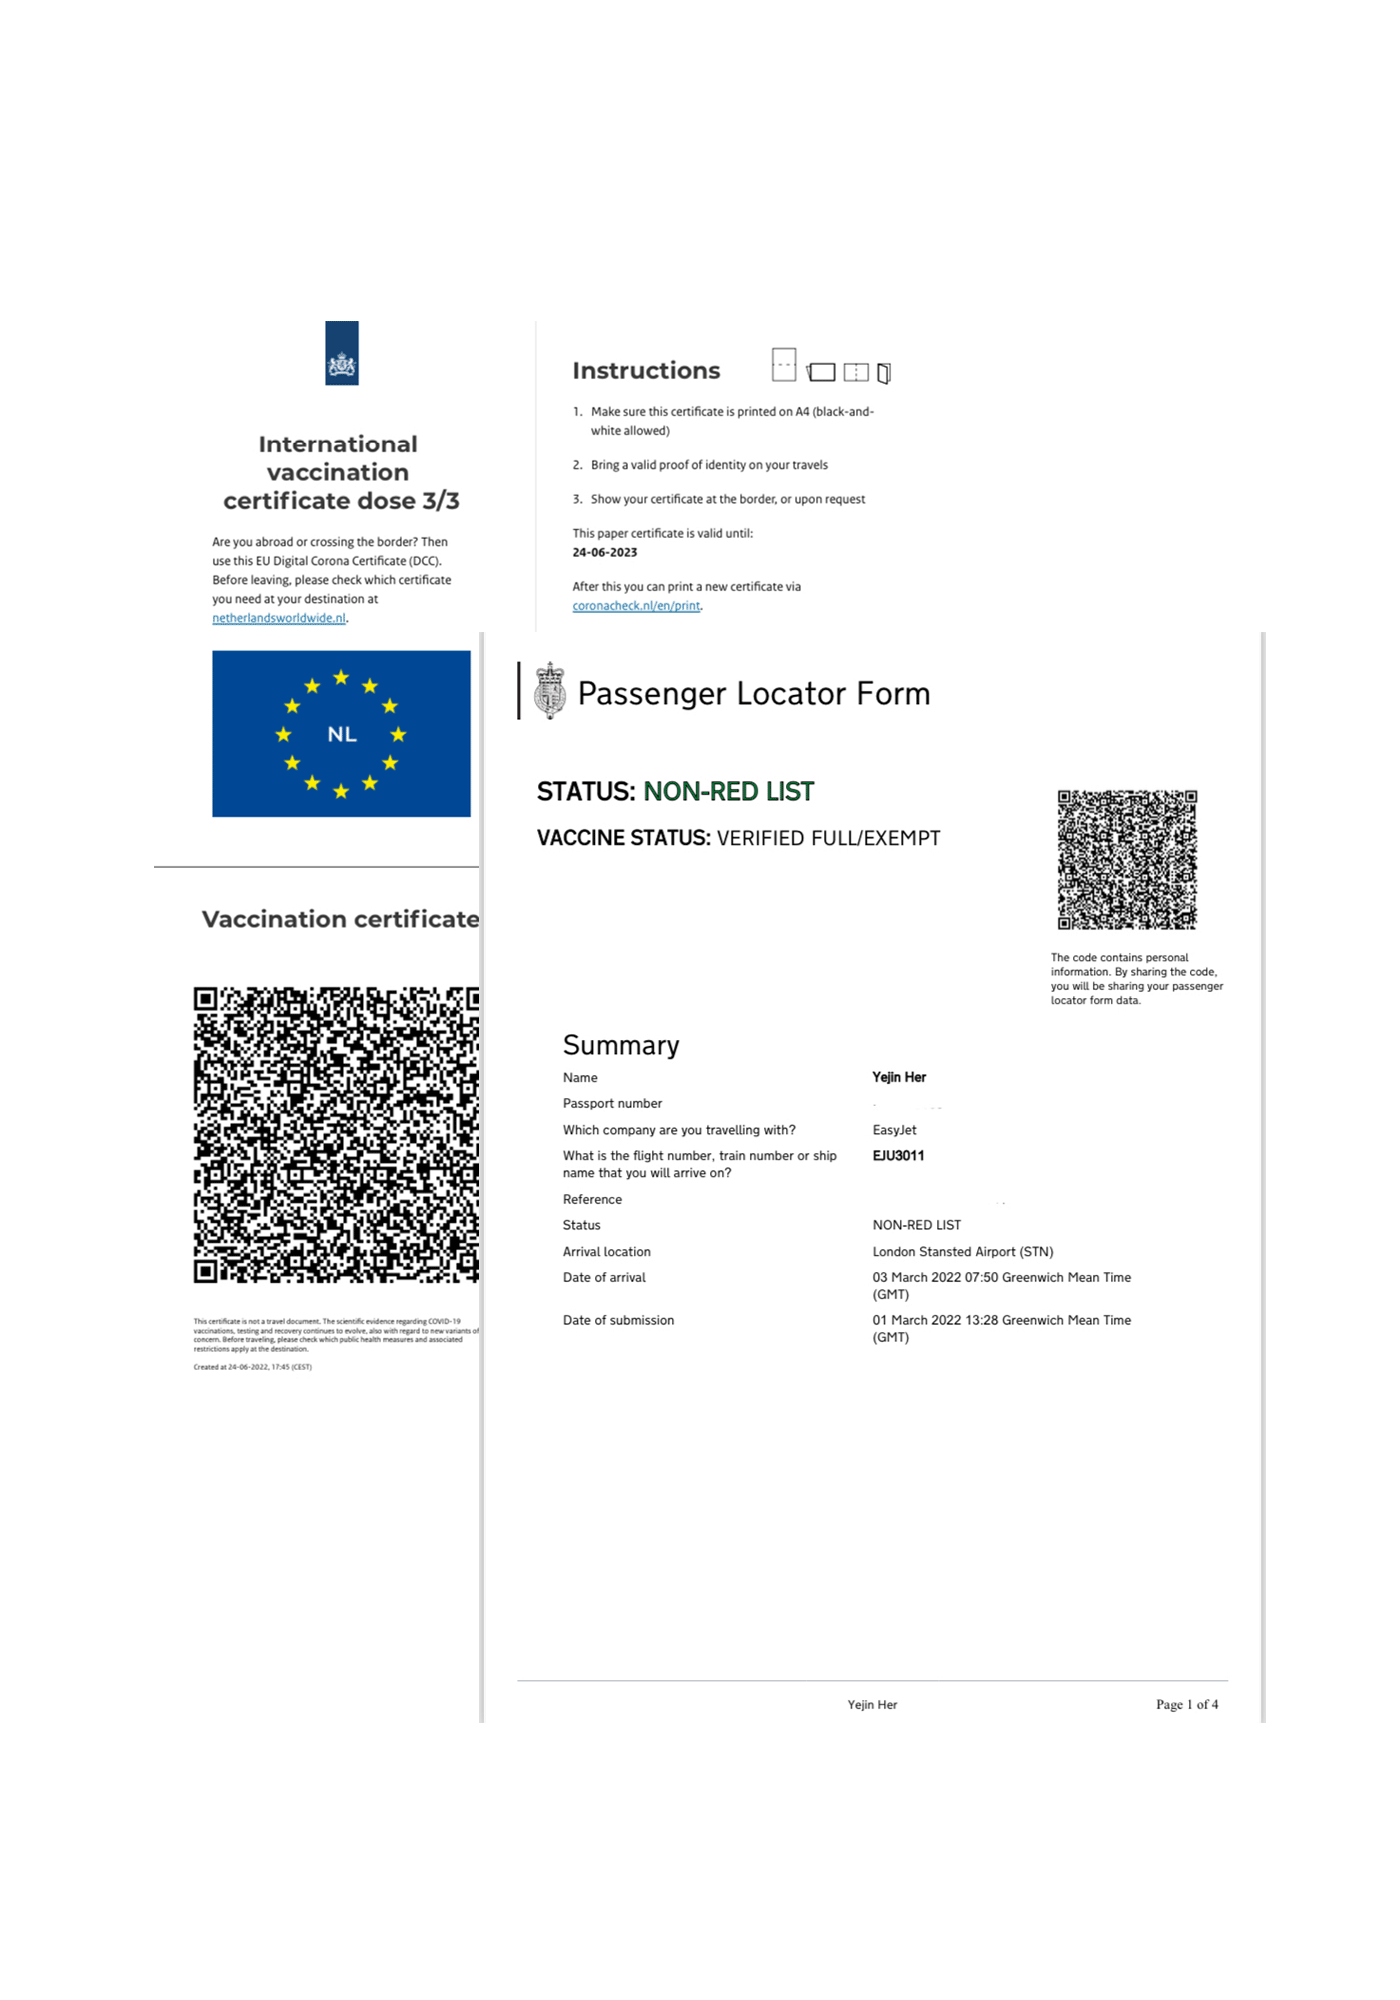 International
vaccination
certificate dose 3/3
Are you abroad or crossing the border? Then
use this EU Digital Corona Certificate (DCC).
Before leaving, please check which certificate
you need at your destination at
netherlandsworldwide.nl.
NL
Instructions
1. Make sure this certificate is printed on A4 (black-and-
white allowed)
2. Bring a valid proof of identity on your travels
3. Show your certificate at the border, or upon request
This paper certificate is valid until:
24-06-2023
After this you can print a new certificate via
coronacheck.nl/en/print.
Vaccination certificate
This certificate is not a travel document. The scientific evidence regarding COVID-19
vaccinations, testing and recovery continues to evolve, also with regard to new variants of
concern. Before traveling, please check which public health measures and associated
restrictions apply at the destination.
Created at 24-06-2022, 17:45 (CEST)
Passenger Locator Form
STATUS: NON-RED LIST
VACCINE STATUS: VERIFIED FULL/EXEMPT
The code contains personal
information. By sharing the code,
you will be sharing your passenger
locator form data.
Summary
Name Yejin Her
Passport number
Which company are you travelling with? EasyJet
What is the flight number, train number or ship EJU3011
name that you will arrive on?
Reference
Status NON-RED LIST
Arrival location London Stansted Airport (STN)
Date of arrival 03 March 2022 07:50 Greenwich Mean Time
(GMT)
Date of submission 01 March 2022 13:28 Greenwich Mean Time
(GMT)
Yejin Her Page 1 of 4